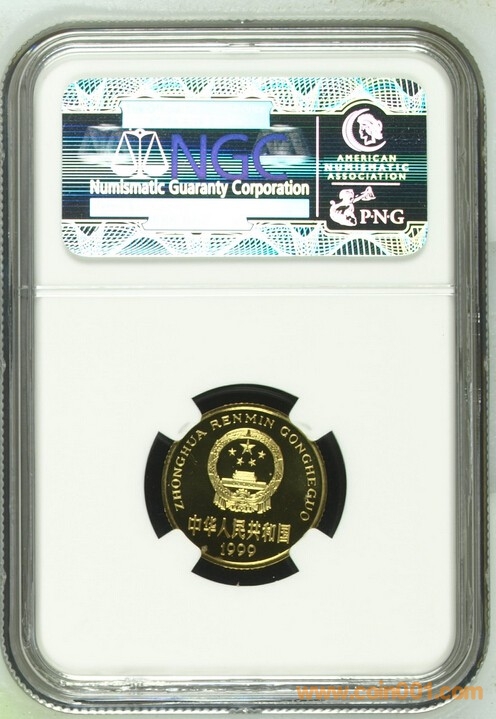 NGC
Numismatic Guaranty Corporation
AMERICAN
NUMISMATIC
ASSOCIATION
P·N·G
ZHONGHUA RENMIN GONGHEGUO
中华人民共和国
1999
www.coin001.com